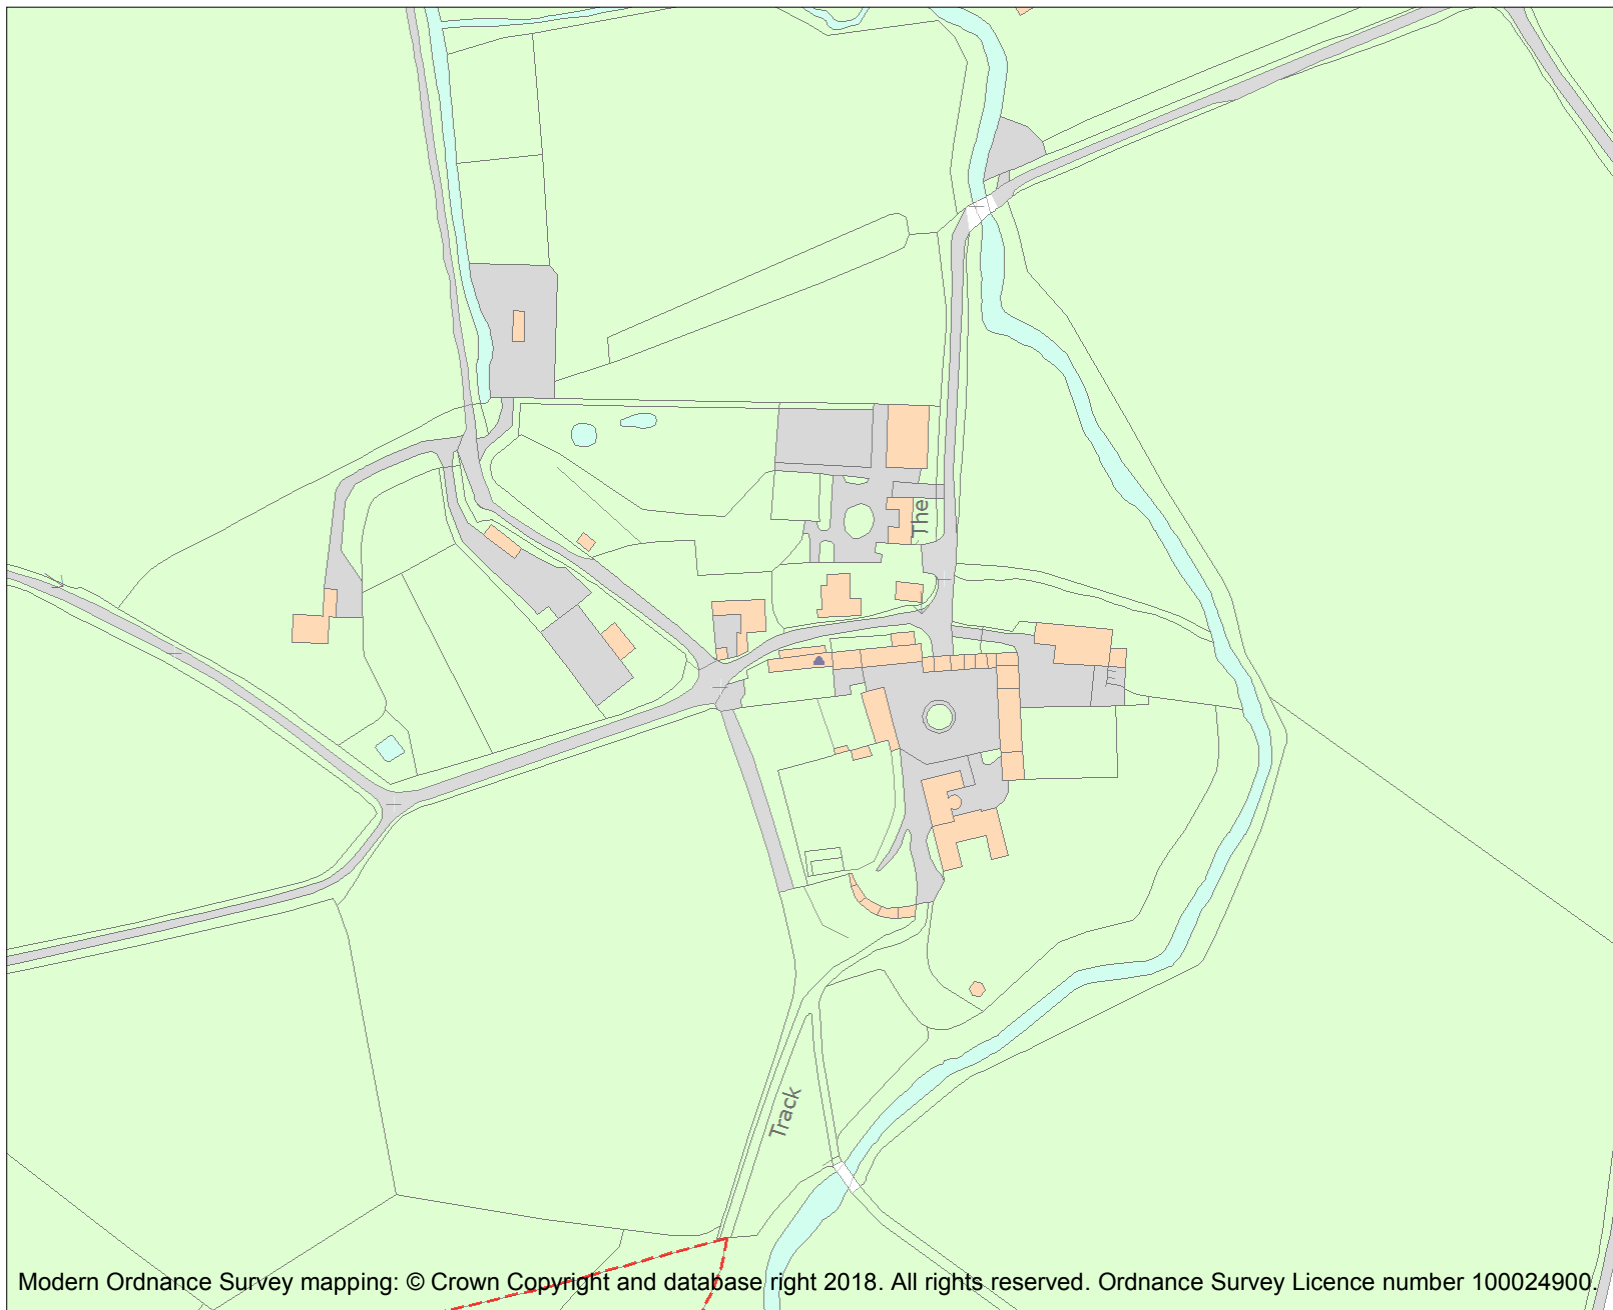 The
Track
Modern Ordnance Survey mapping: © Crown Copyright and database right 2018. All rights reserved. Ordnance Survey Licence number 100024900.